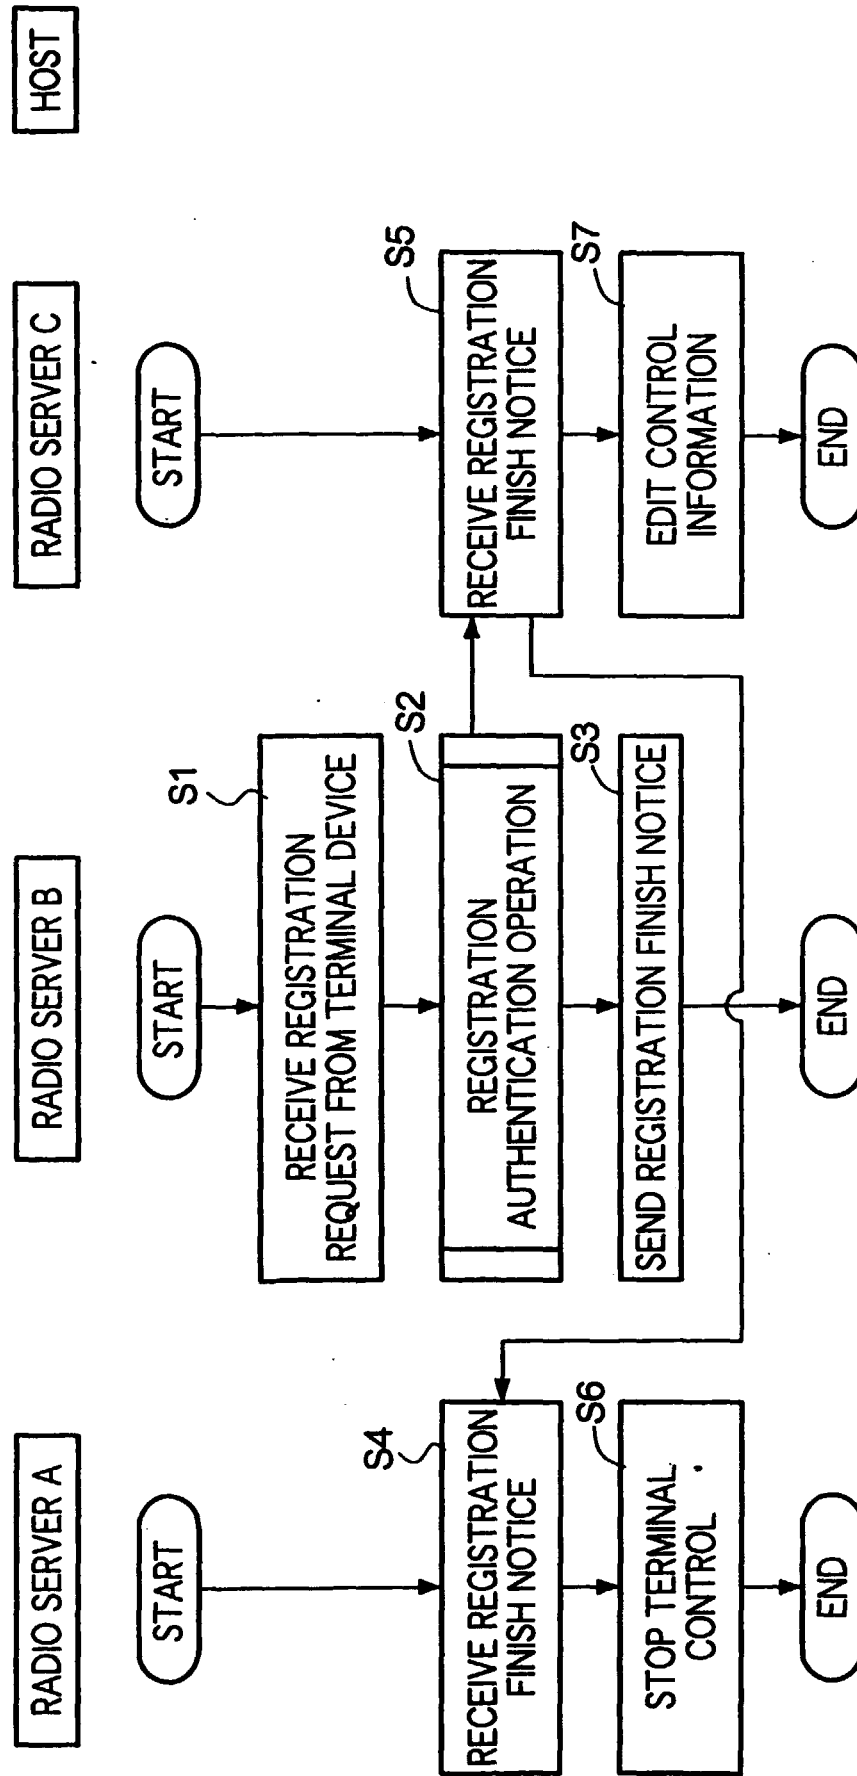 RADIO SERVER A
RADIO SERVER B
RADIO SERVER C
HOST
START
START
START
S1
RECEIVE REGISTRATION
REQUEST FROM TERMINAL DEVICE
S4
RECEIVE REGISTRATION
FINISH NOTICE
S2
REGISTRATION
AUTHENTICATION OPERATION
S5
RECEIVE REGISTRATION
FINISH NOTICE
S6
STOP TERMINAL
CONTROL
S3
SEND REGISTRATION FINISH NOTICE
S7
EDIT CONTROL
INFORMATION
END
END
END